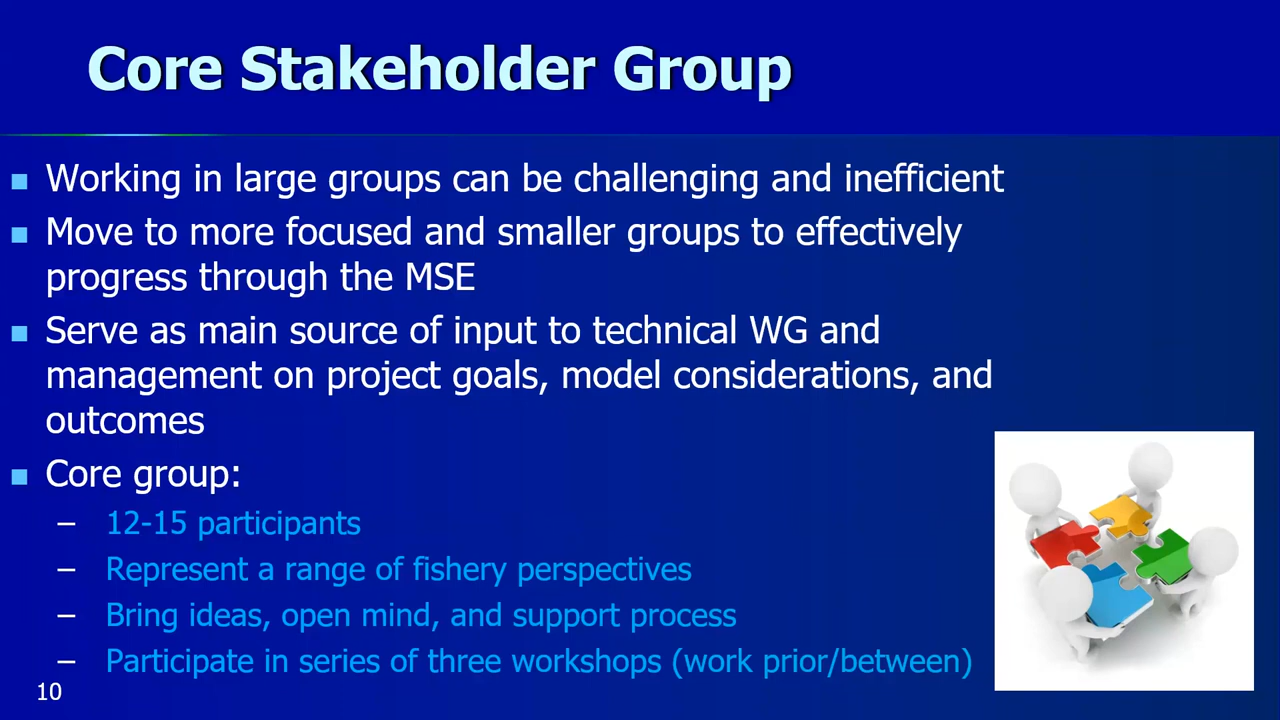 Core Stakeholder Group
Working in large groups can be challenging and inefficient
Move to more focused and smaller groups to effectively
progress through the MSE
Serve as main source of input to technical WG and
management on project goals, model considerations, and
outcomes
Core group:
– 12-15 participants
– Represent a range of fishery perspectives
– Bring ideas, open mind, and support process
– Participate in series of three workshops (work prior/between)
10